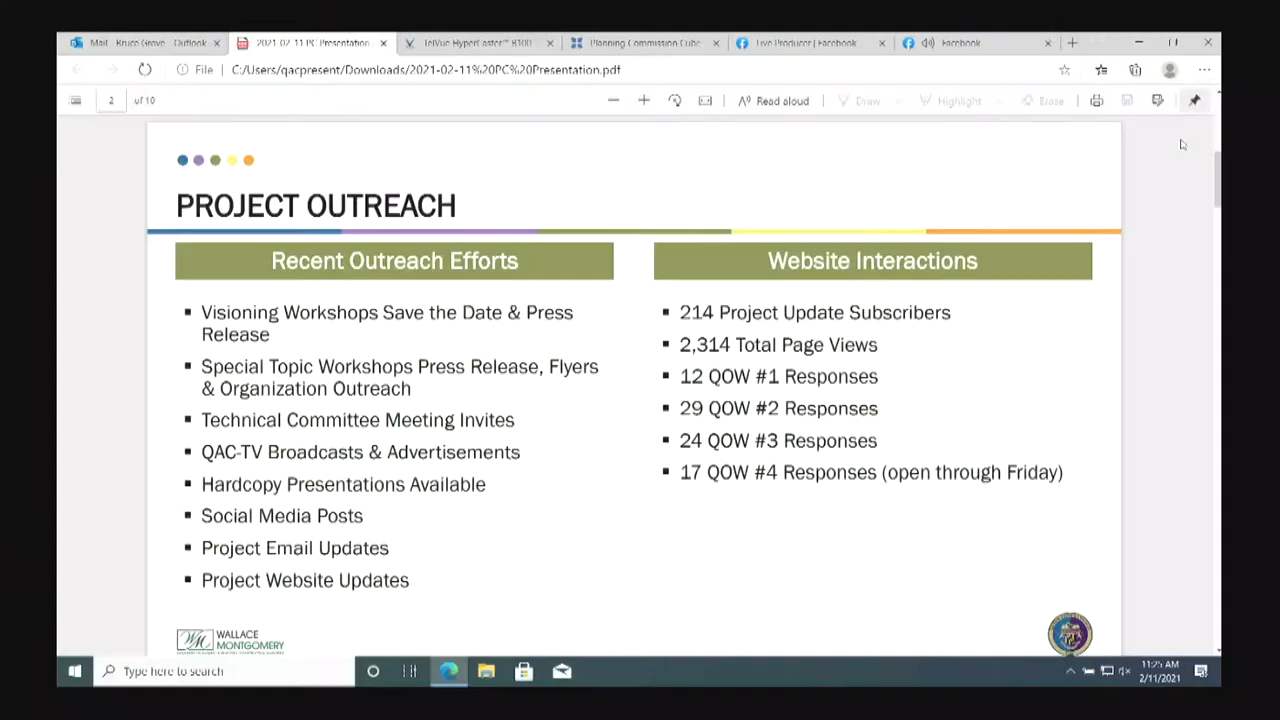 Mail - Bruce Grove - Outlook
2021-02-11 PC Presentation.
TelVue HyperCaster™ B100
Planning Commission Cube
Live Producer | Facebook
Facebook
File
C:/Users/qacpresent/Downloads/2021-02-11%20PC%20Presentation.pdf
2 of 10
Read aloud
Draw
Highlight
Erase
PROJECT OUTREACH
Recent Outreach Efforts
▪ Visioning Workshops Save the Date & Press
Release
▪ Special Topic Workshops Press Release, Flyers
& Organization Outreach
▪ Technical Committee Meeting Invites
▪ QAC-TV Broadcasts & Advertisements
▪ Hardcopy Presentations Available
▪ Social Media Posts
▪ Project Email Updates
▪ Project Website Updates
Website Interactions
▪ 214 Project Update Subscribers
▪ 2,314 Total Page Views
▪ 12 QOW #1 Responses
▪ 29 QOW #2 Responses
▪ 24 QOW #3 Responses
▪ 17 QOW #4 Responses (open through Friday)
WALLACE
MONTGOMERY
Type here to search
11:25 AM
2/11/2021